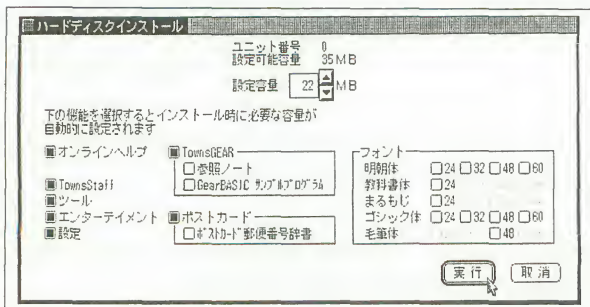 ハードディスクインストール
ユニット番号 0
設定可能容量 35MB
設定容量 22 MB
下の機能を選択するとインストール時に必要な容量が
自動的に設定されます
オンラインヘルプ
TownsStaff
ツール
エンターテイメント
設定
TownsGEAR
参照ノート
GearBASIC サンプルプログラム
ポストカード
ポストカード郵便番号辞書
フォント
明朝体 24 32 48 60
教科書体 24
まるもじ 24
ゴシック体 24 32 48 60
毛筆体 48
実行 取消